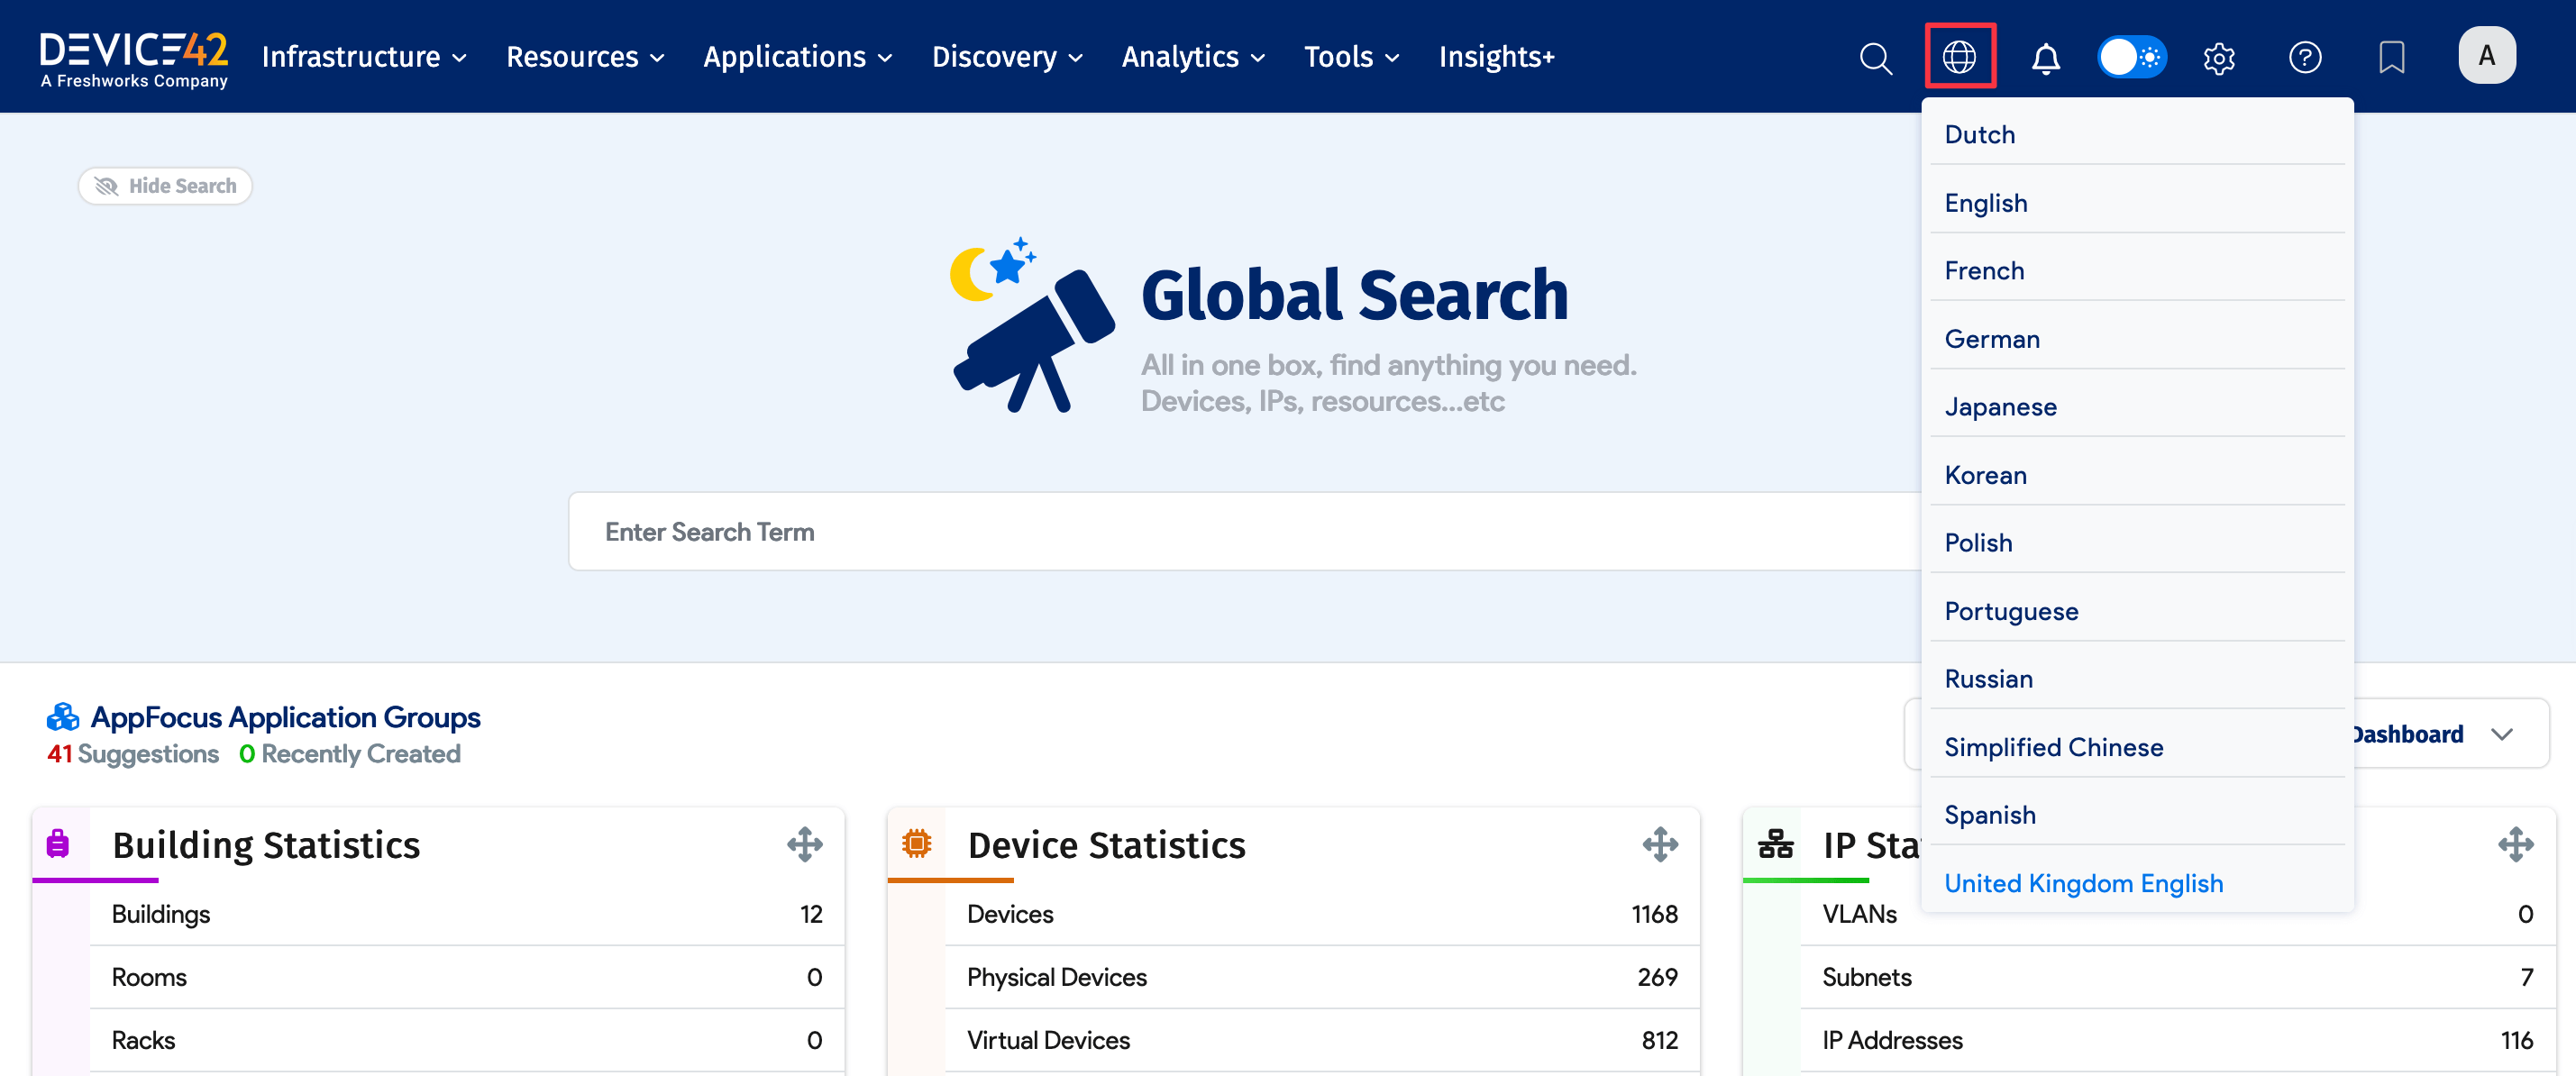 DEVICE42
A Freshworks Company
Infrastructure
Resources
Applications
Discovery
Analytics
Tools
Insights+
A
Hide Search
Global Search
All in one box, find anything you need.
Devices, IPs, resources...etc
Enter Search Term
Dutch
English
French
German
Japanese
Korean
Polish
Portuguese
Russian
Simplified Chinese
Spanish
United Kingdom English
AppFocus Application Groups
41 Suggestions 0 Recently Created
Dashboard
Building Statistics
Buildings 12
Rooms 0
Racks 0
Device Statistics
Devices 1168
Physical Devices 269
Virtual Devices 812
IP Sta
VLANs 0
Subnets 7
IP Addresses 116